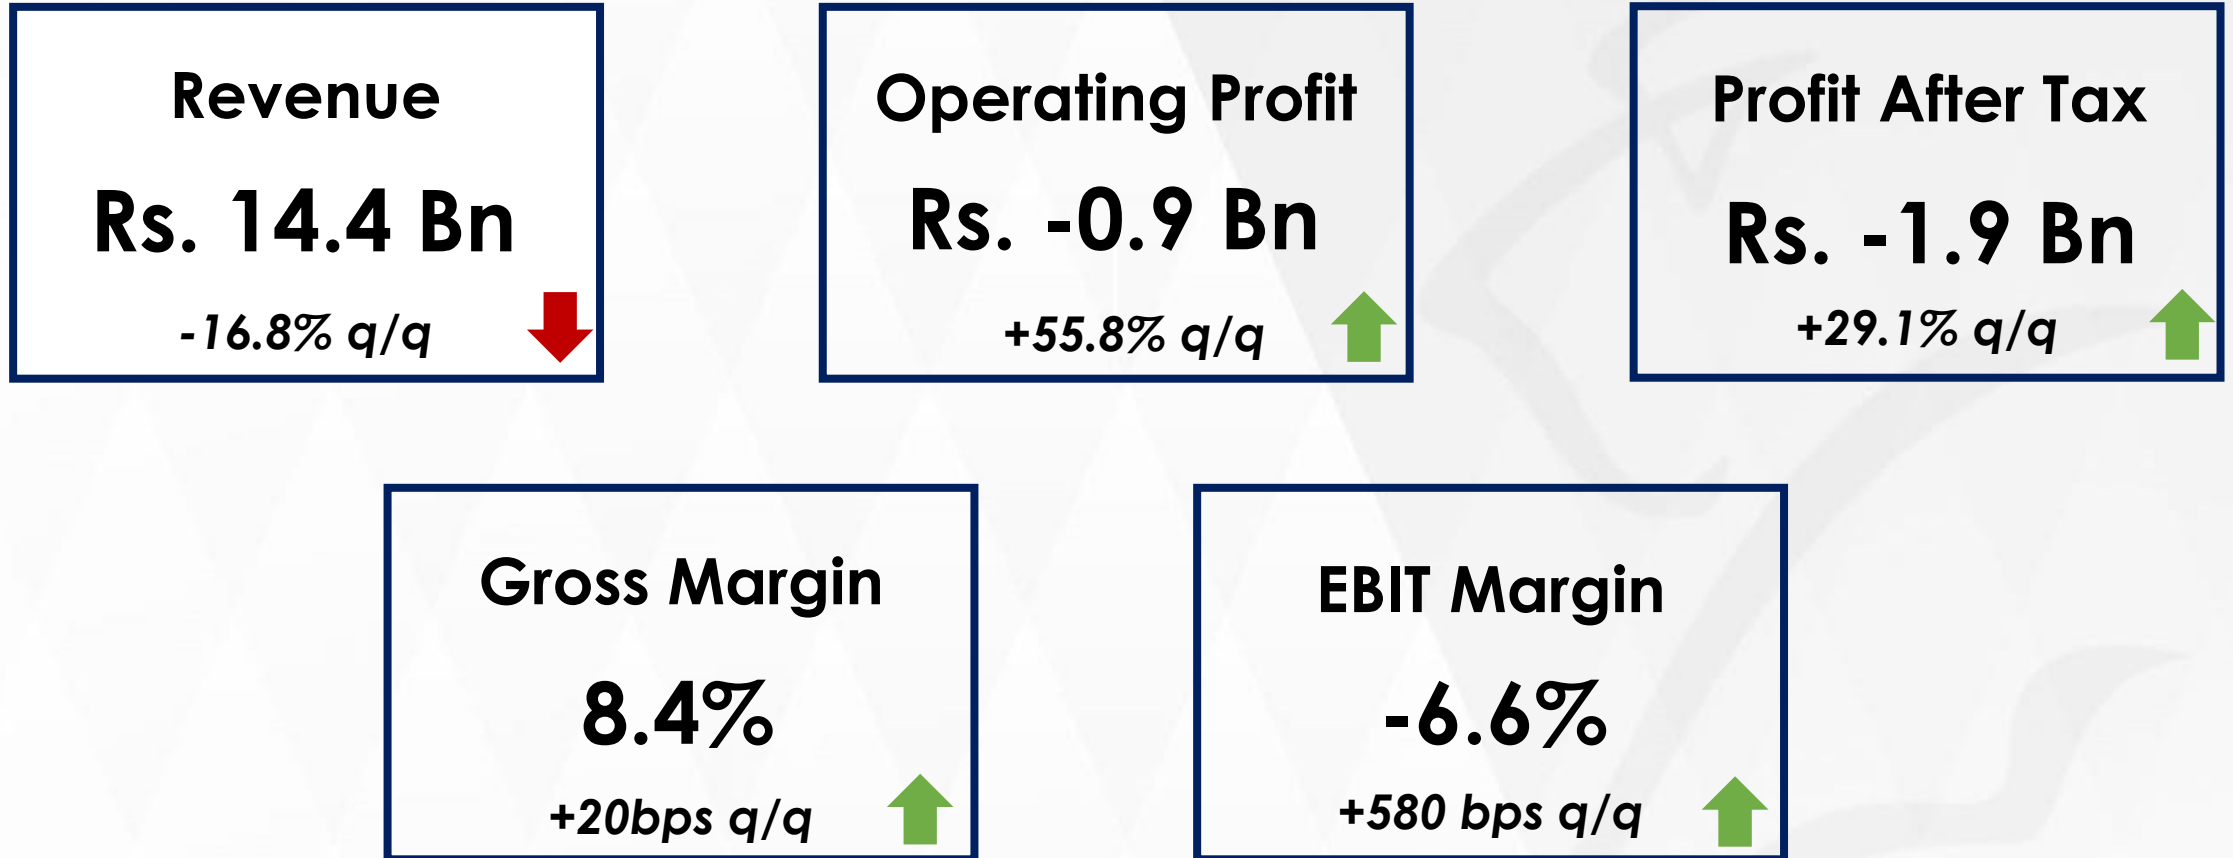 Revenue
Rs. 14.4 Bn
-16.8% q/q
Operating Profit
Rs. -0.9 Bn
+55.8% q/q
Profit After Tax
Rs. -1.9 Bn
+29.1% q/q
Gross Margin
8.4%
+20bps q/q
EBIT Margin
-6.6%
+580 bps q/q